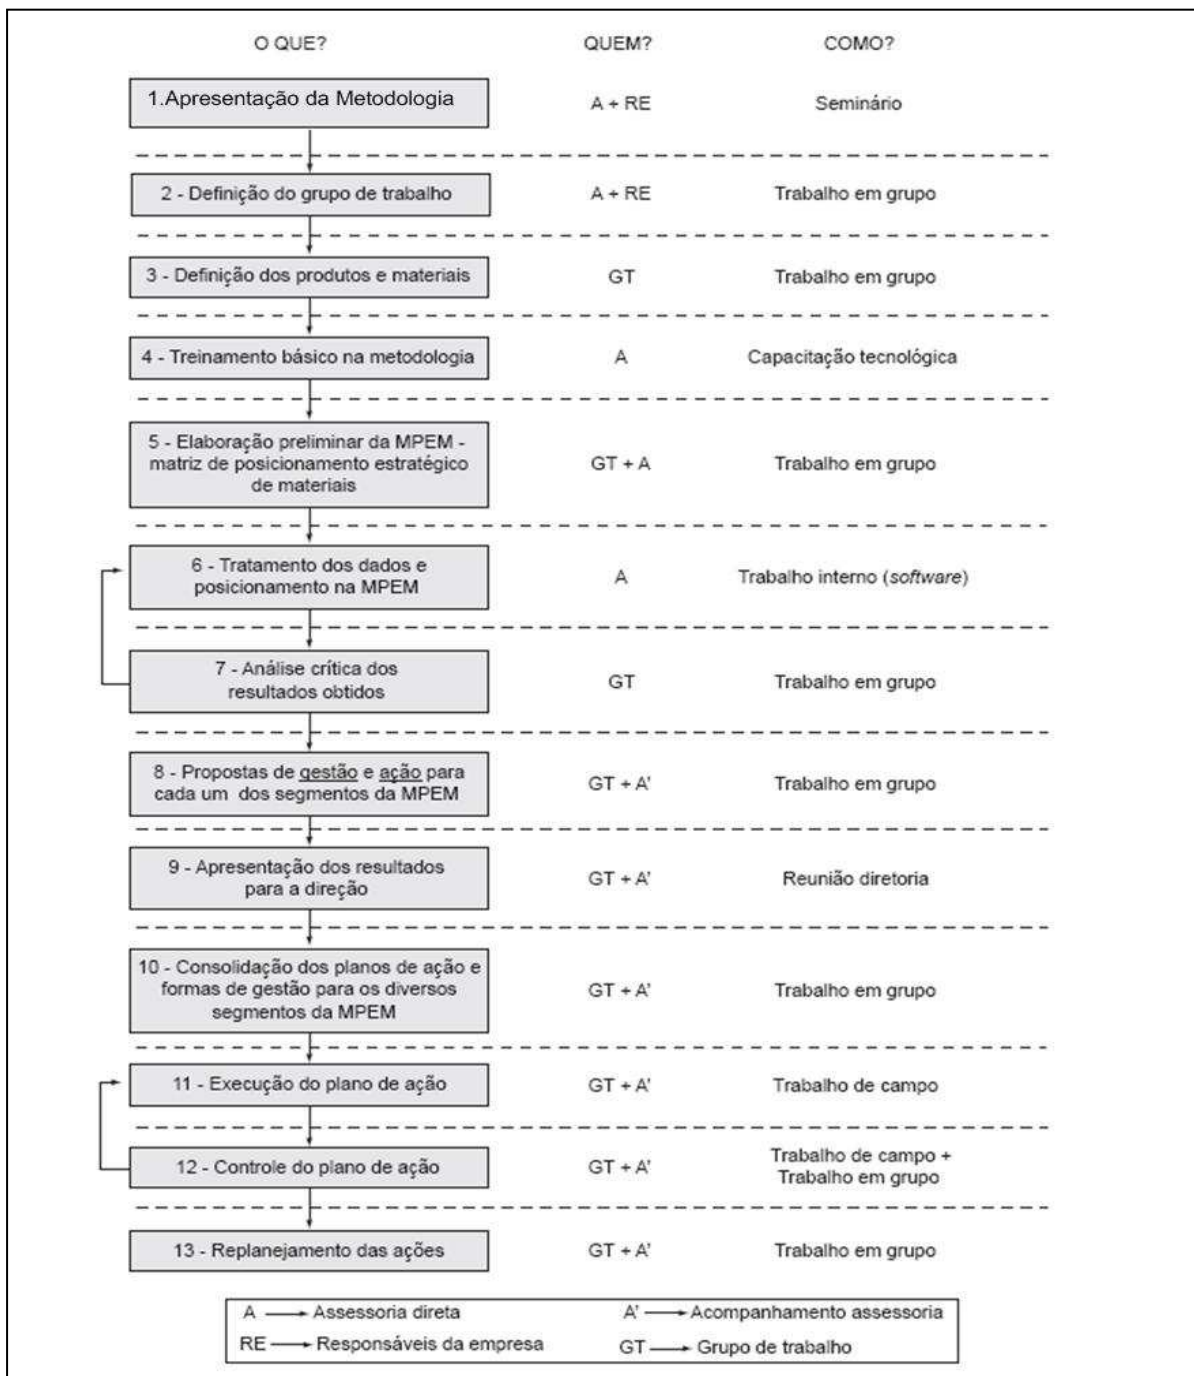 O QUE? QUEM? COMO?
1.Apresentação da Metodologia A + RE Seminário
2 - Definição do grupo de trabalho A + RE Trabalho em grupo
3 - Definição dos produtos e materiais GT Trabalho em grupo
4 - Treinamento básico na metodologia A Capacitação tecnológica
5 - Elaboração preliminar da MPEM -
matriz de posicionamento estratégico
de materiais
GT + A Trabalho em grupo
6 - Tratamento dos dados e
posicionamento na MPEM
A Trabalho interno (software)
7 - Análise crítica dos
resultados obtidos
GT Trabalho em grupo
8 - Propostas de gestão e ação para
cada um dos segmentos da MPEM
GT + A' Trabalho em grupo
9 - Apresentação dos resultados
para a direção
GT + A' Reunião diretoria
10 - Consolidação dos planos de ação e
formas de gestão para os diversos
segmentos da MPEM
GT + A' Trabalho em grupo
11 - Execução do plano de ação GT + A' Trabalho de campo
12 - Controle do plano de ação GT + A'
Trabalho de campo +
Trabalho em grupo
13 - Replanejamento das ações GT + A' Trabalho em grupo
A → Assessoria direta A' → Acompanhamento assessoria
RE → Responsáveis da empresa GT → Grupo de trabalho